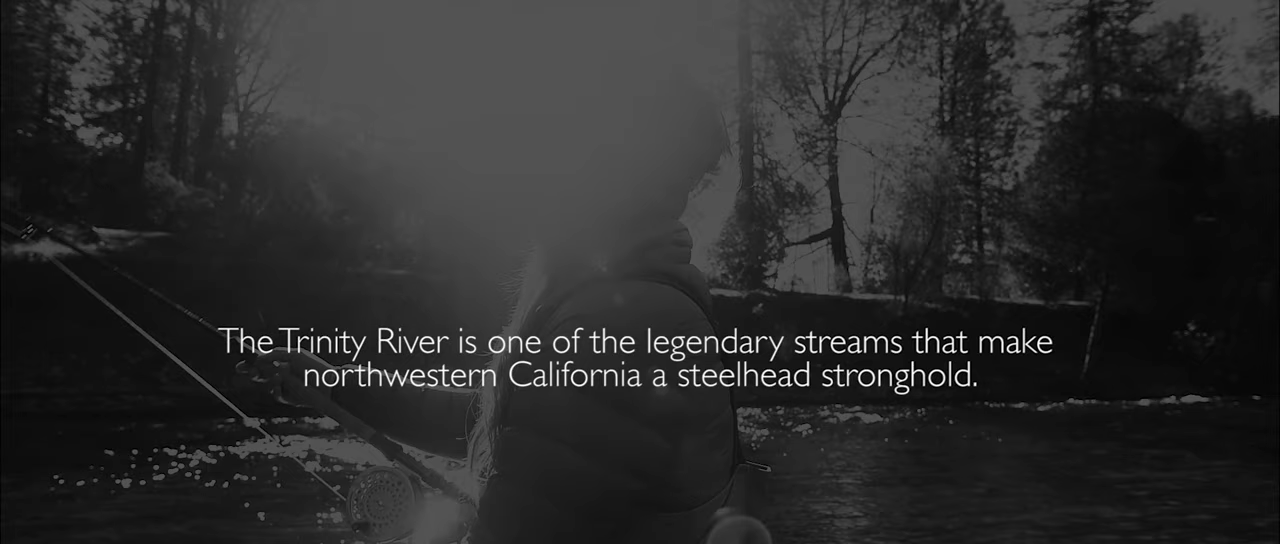 The Trinity River is one of the legendary streams that make
northwestern California a steelhead stronghold.